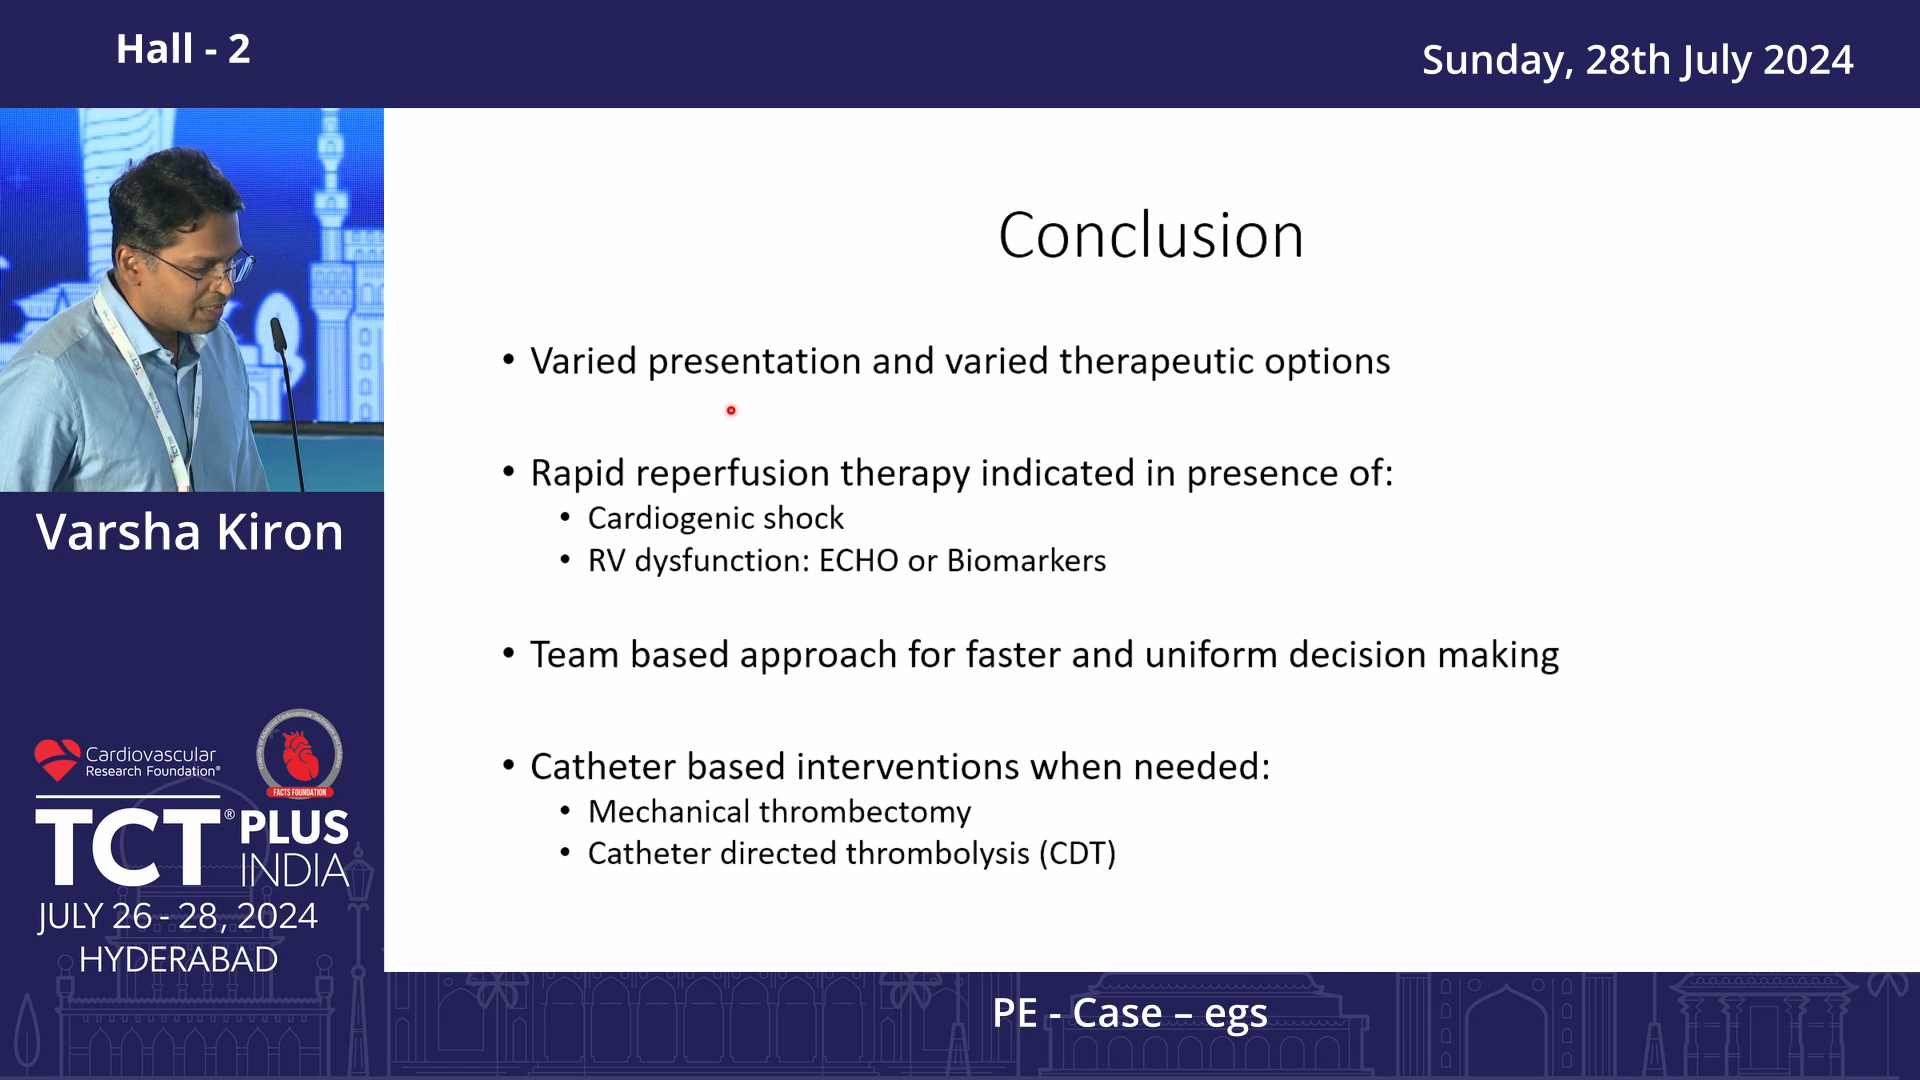 Hall - 2
Sunday, 28th July 2024
Conclusion
• Varied presentation and varied therapeutic options
• Rapid reperfusion therapy indicated in presence of:
• Cardiogenic shock
• RV dysfunction: ECHO or Biomarkers
• Team based approach for faster and uniform decision making
• Catheter based interventions when needed:
• Mechanical thrombectomy
• Catheter directed thrombolysis (CDT)
Varsha Kiron
Cardiovascular
Research Foundation®
FACTS FOUNDATION
TCT® PLUS
INDIA
JULY 26 - 28, 2024
HYDERABAD
PE - Case – egs